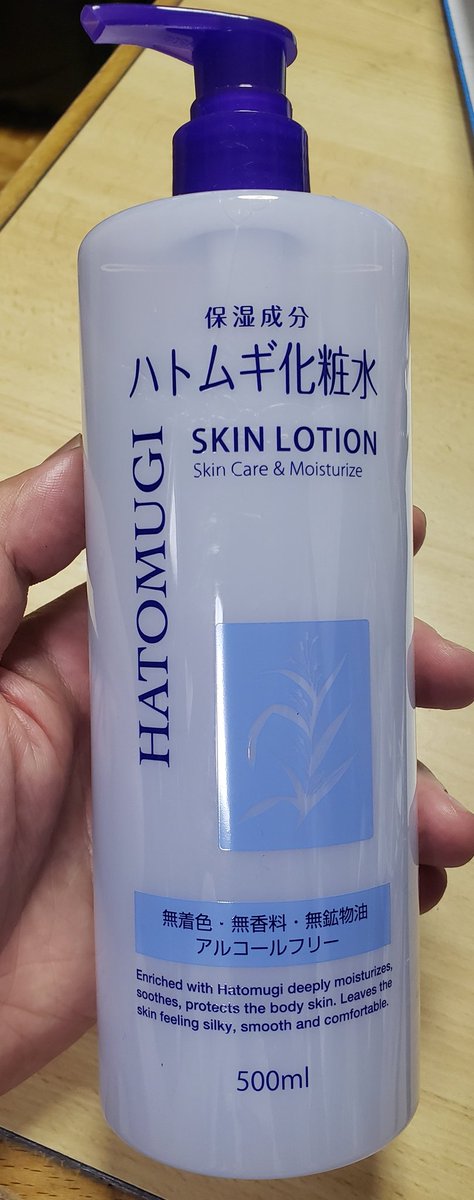 保湿成分
ハトムギ化粧水
SKIN LOTION
Skin Care & Moisturize
HATOMUGI
無着色・無香料・無鉱物油
アルコールフリー
Enriched with Hatomugi deeply moisturizes,
soothes, protects the body skin. Leaves the
skin feeling silky, smooth and comfortable.
500ml